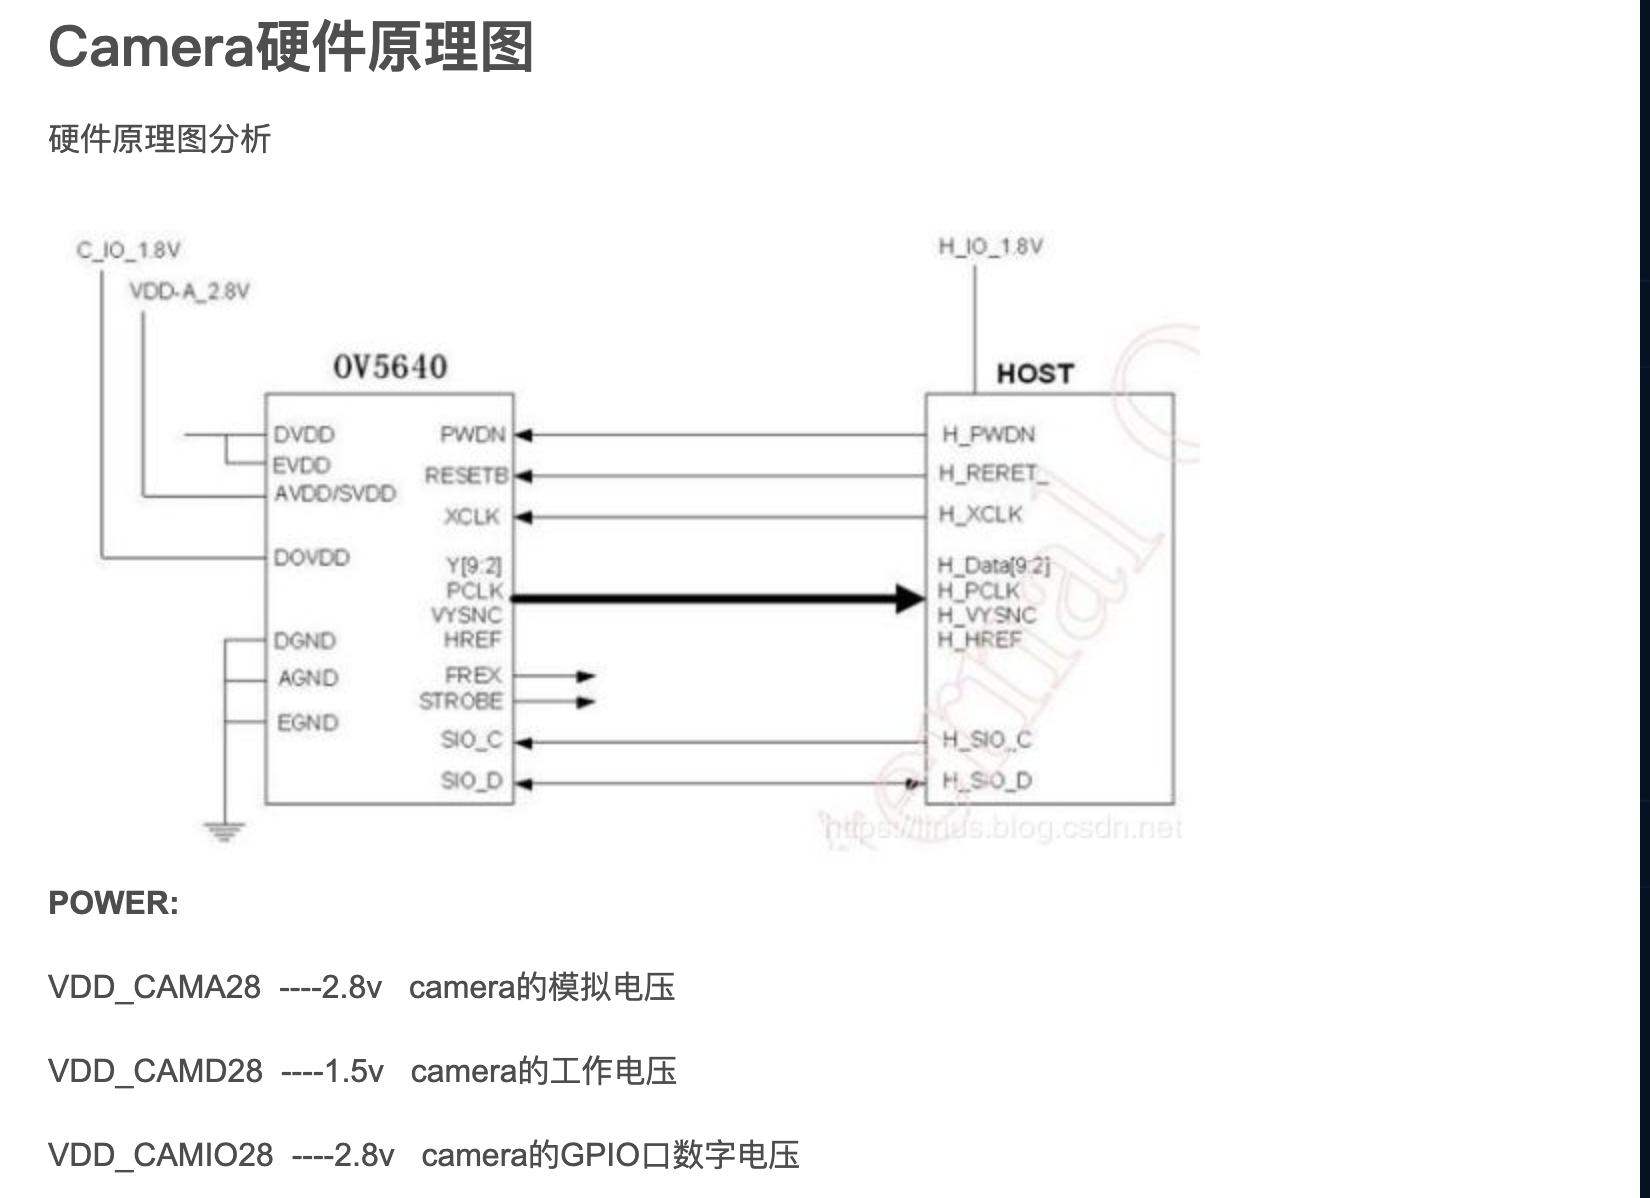 Camera硬件原理图
硬件原理图分析
C_IO_1.8V
H_IO_1.8V
VDD-A_2.8V
OV5640
HOST
DVDD
PWDN
H_PWDN
EVDD
RESETB
H_RERET_
AVDD/SVDD
XCLK
H_XCLK
DOVDD
Y[9:2]
H_Data[9:2]
PCLK
H_PCLK
VYSNC
H_VYSNC
DGND
HREF
H_HREF
AGND
FREX
STROBE
EGND
SIO_C
H_SIO_C
SIO_D
H_SIO_D
https://linus.blog.csdn.net
POWER:
VDD_CAMA28 ----2.8v camera的模拟电压
VDD_CAMD28 ----1.5v camera的工作电压
VDD_CAMIO28 ----2.8v camera的GPIO口数字电压